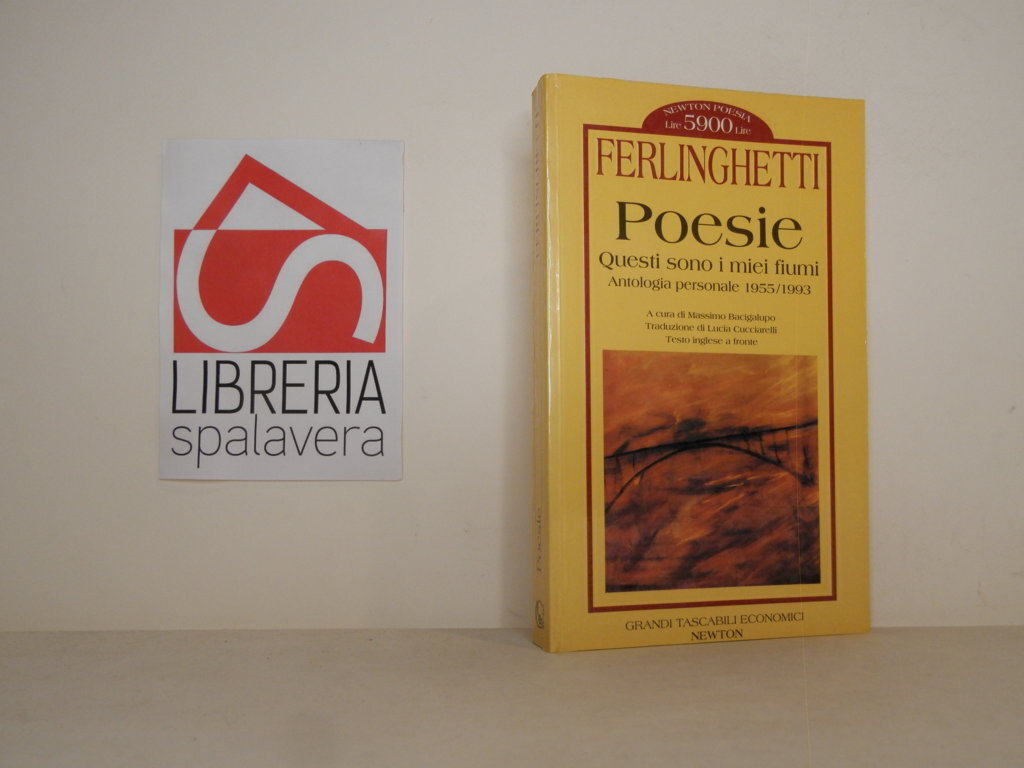 LIBRERIA
spalavera
NEWTON POESIA
Lire 5900 Lire
FERLINGHETTI
Poesie
Questi sono i miei fiumi
Antologia personale 1955/1993
A cura di Massimo Bacigalupo
Traduzione di Lucia Cucciarelli
Testo inglese a fronte
GRANDI TASCABILI ECONOMICI
NEWTON
Poesie